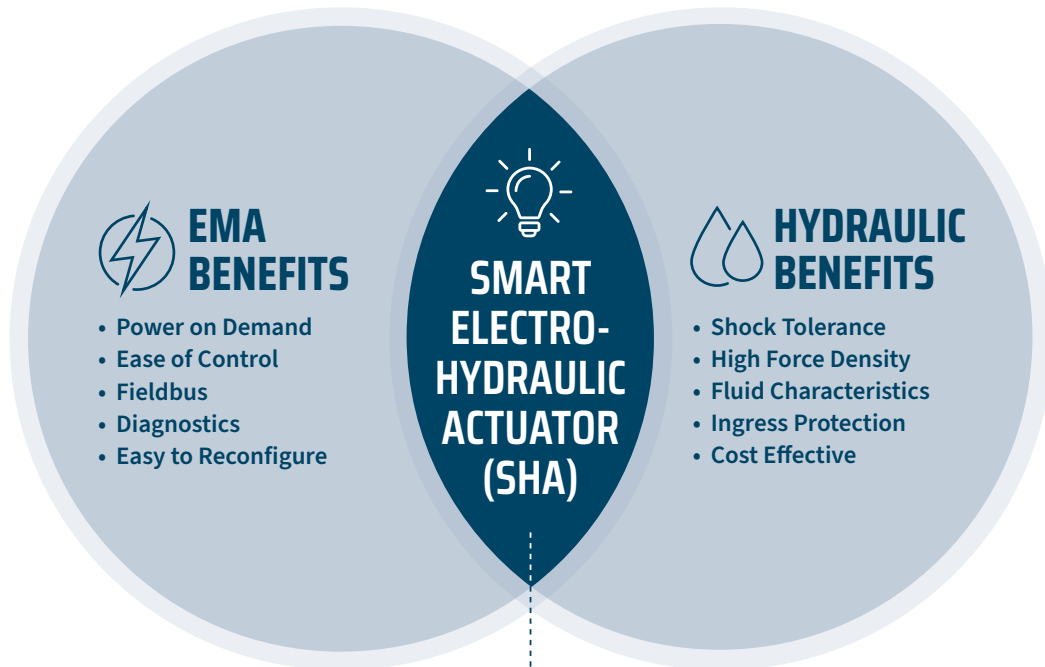 EMA
BENEFITS
• Power on Demand
• Ease of Control
• Fieldbus
• Diagnostics
• Easy to Reconfigure
SMART
ELECTRO-
HYDRAULIC
ACTUATOR
(SHA)
HYDRAULIC
BENEFITS
• Shock Tolerance
• High Force Density
• Fluid Characteristics
• Ingress Protection
• Cost Effective